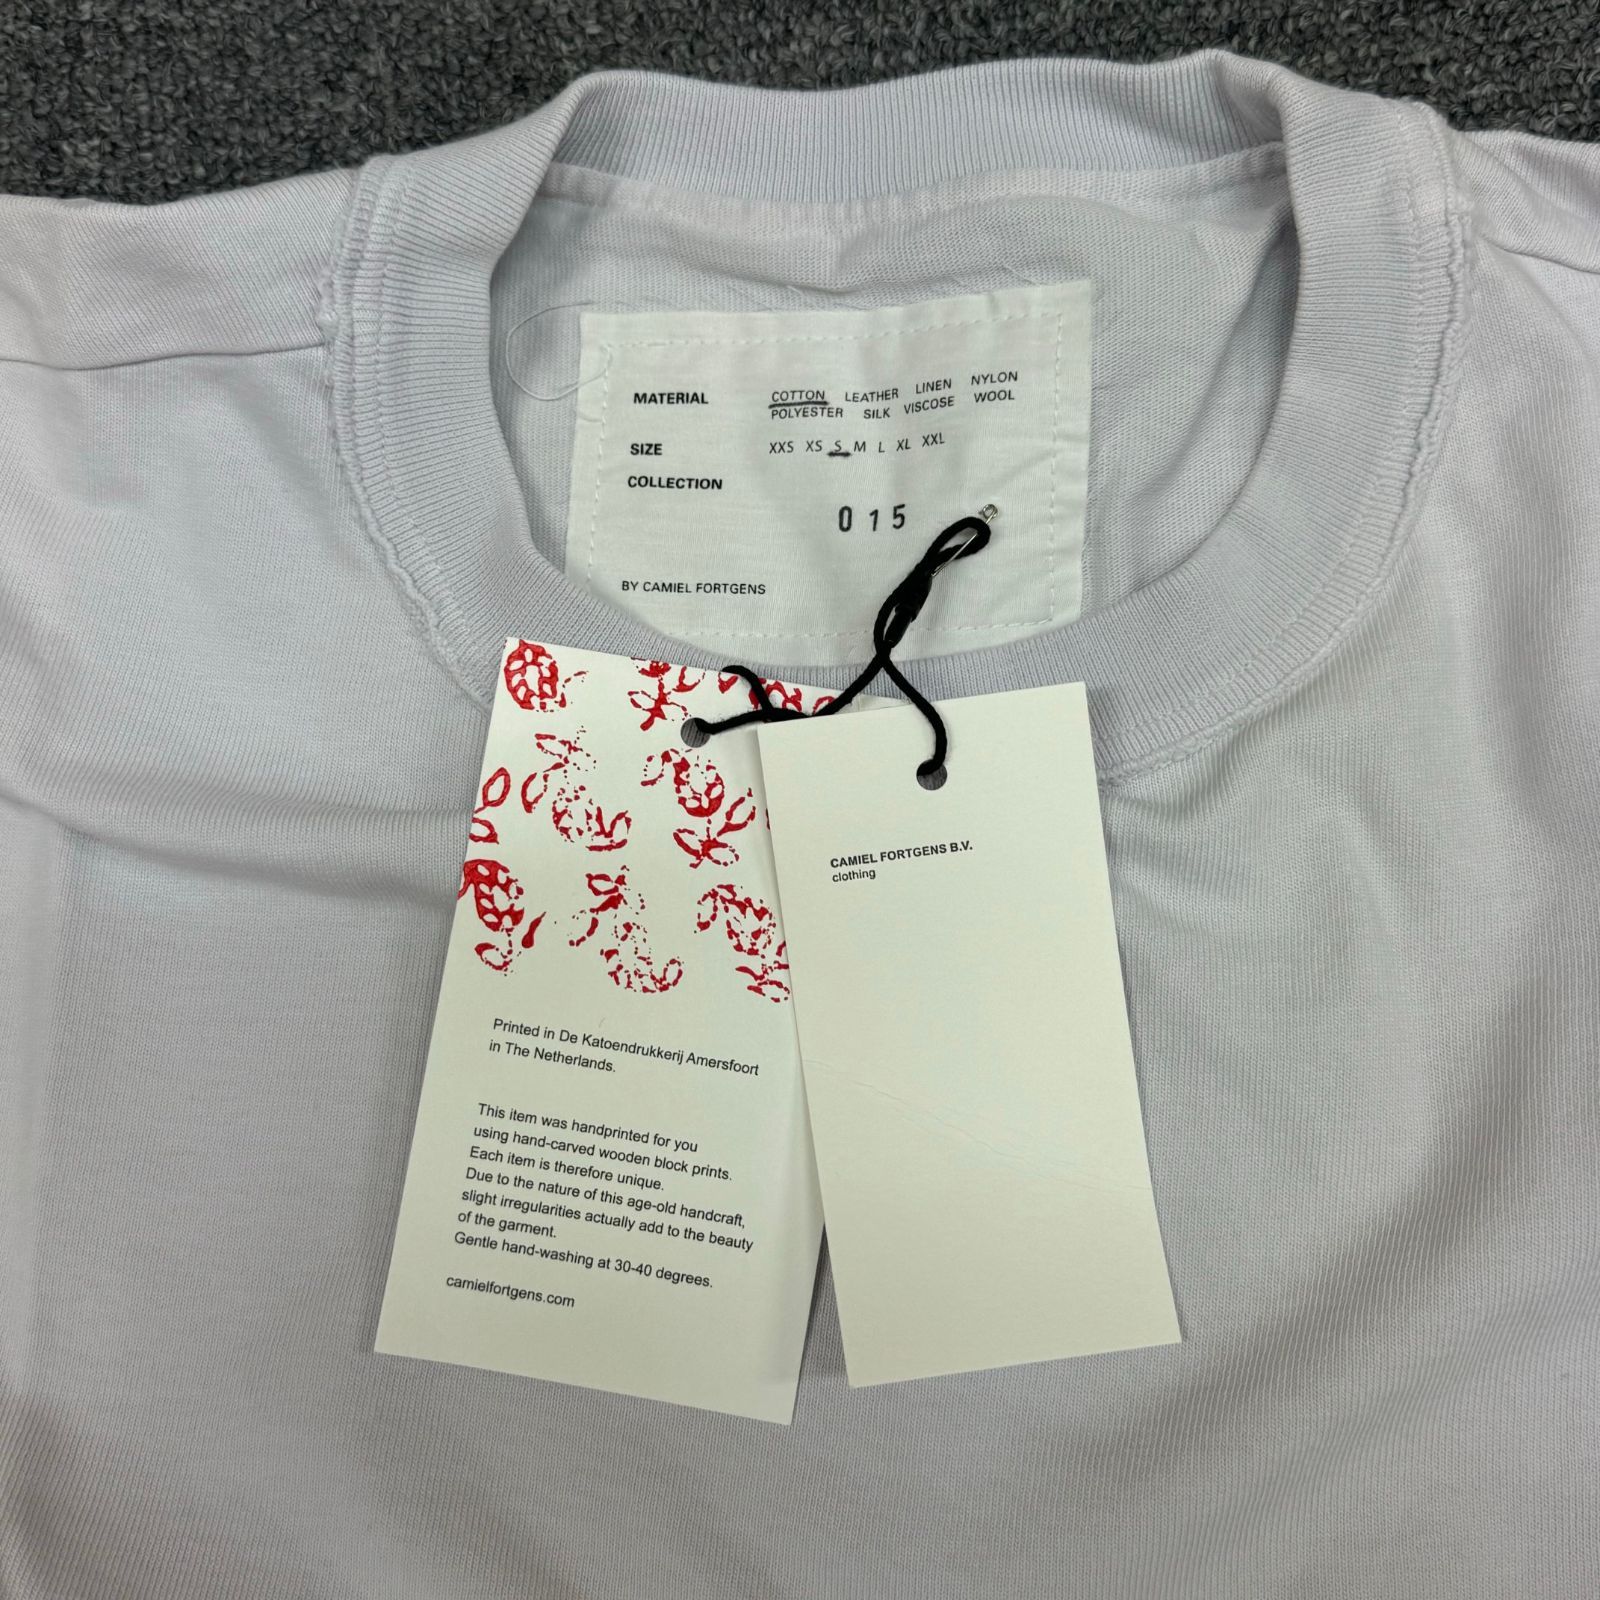 MATERIAL COTTON LEATHER LINEN NYLON
POLYESTER SILK VISCOSE WOOL
SIZE XXS XS S M L XL XXL
COLLECTION
015
BY CAMIEL FORTGENS
CAMIEL FORTGENS B.V.
clothing
Printed in De Katoendrukkerij Amersfoort
in The Netherlands.
This item was handprinted for you
using hand-carved wooden block prints.
Each item is therefore unique.
Due to the nature of this age-old handcraft,
slight irregularities actually add to the beauty
of the garment.
Gentle hand-washing at 30-40 degrees.
camielfortgens.com